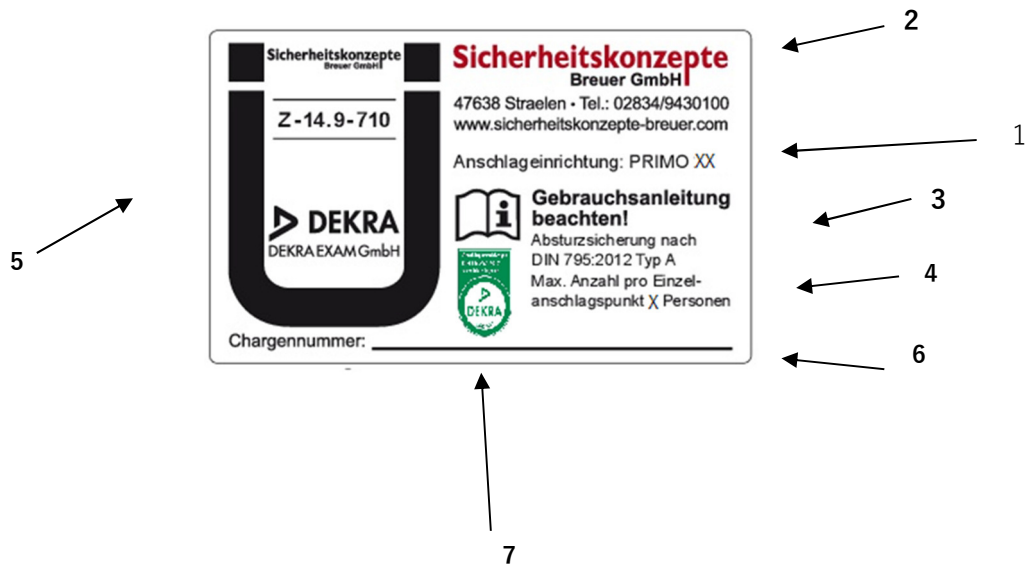 2
Sicherheitskonzepte
Breuer GmbH
Z-14.9-710
DEKRA
DEKRA EXAM GmbH
Sicherheitskonzepte
Breuer GmbH
47638 Straelen • Tel.: 02834/9430100
www.sicherheitskonzepte-breuer.com
1
Anschlageinrichtung: PRIMO XX
Gebrauchsanleitung
beachten!
3
Absturzsicherung nach
DIN 795:2012 Typ A
Max. Anzahl pro Einzel-
anschlagspunkt X Personen
4
5
DEKRA
Chargennummer:
6
7